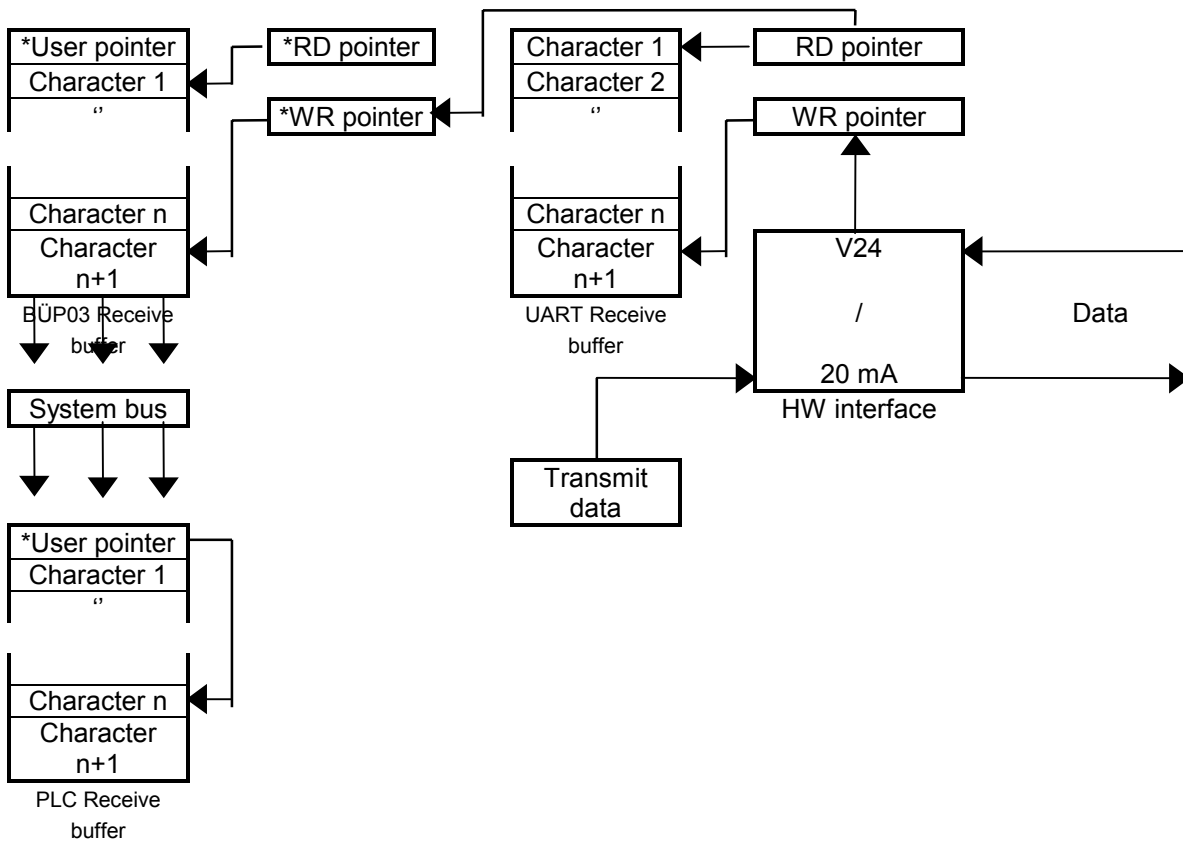 *User pointer
Character 1
‘’
Character n
Character
n+1
BÜP03 Receive
buffer
*RD pointer
*WR pointer
Character 1
Character 2
‘’
Character n
Character
n+1
UART Receive
buffer
RD pointer
WR pointer
V24
/
20 mA
HW interface
Data
Transmit
data
System bus
*User pointer
Character 1
‘’
Character n
Character
n+1
PLC Receive
buffer